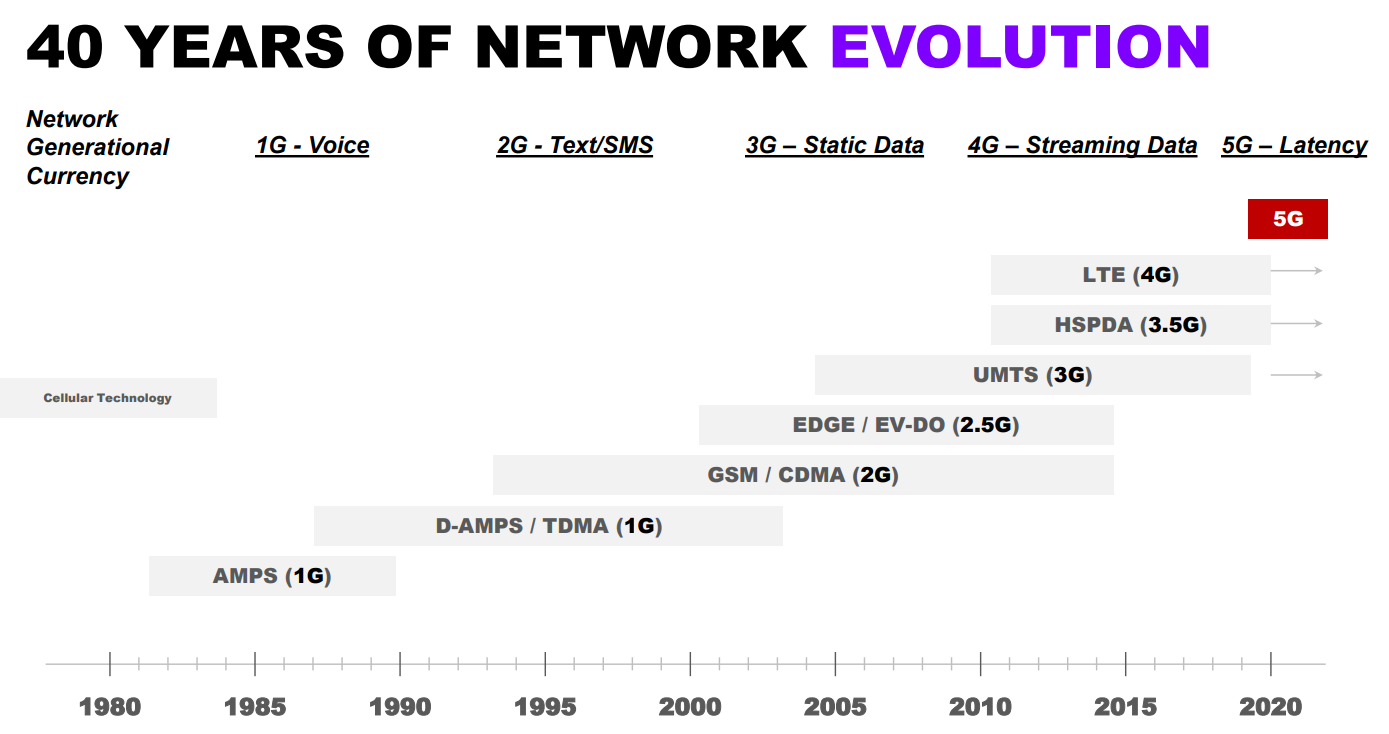 40 YEARS OF NETWORK EVOLUTION
Network
Generational
Currency
1G - Voice
2G - Text/SMS
3G – Static Data
4G – Streaming Data
5G – Latency
5G
LTE (4G)
HSPDA (3.5G)
UMTS (3G)
Cellular Technology
EDGE / EV-DO (2.5G)
GSM / CDMA (2G)
D-AMPS / TDMA (1G)
AMPS (1G)
1980
1985
1990
1995
2000
2005
2010
2015
2020